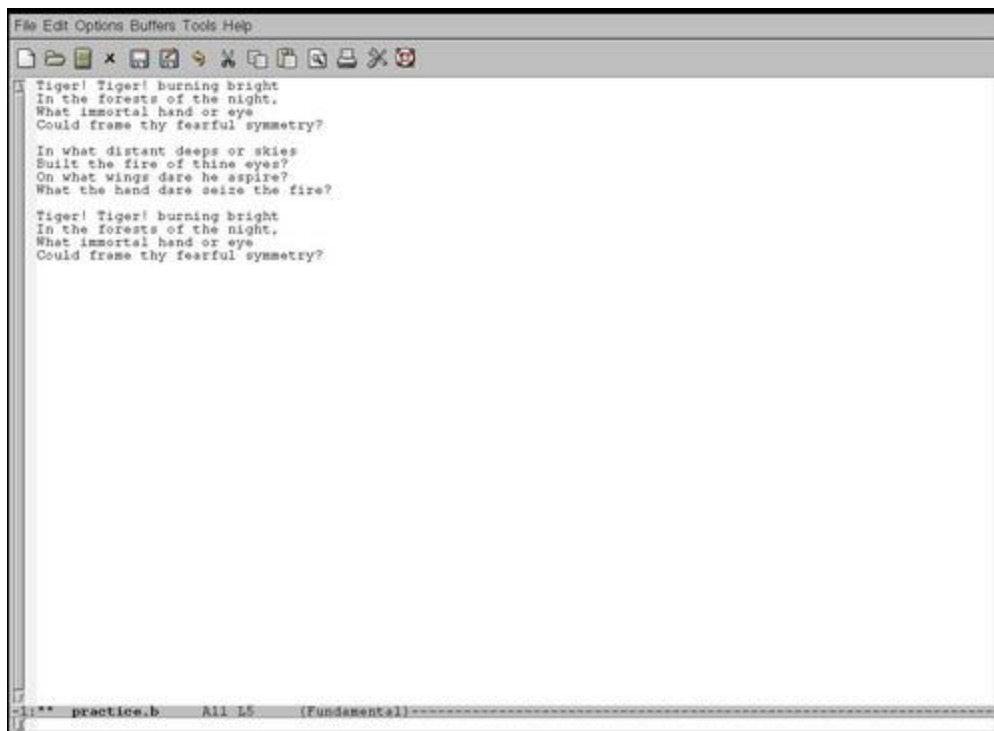 File Edit Options Buffers Tools Help
Tiger! Tiger! burning bright
In the forests of the night,
What immortal hand or eye
Could frame thy fearful symmetry?
In what distant deeps or skies
Built the fire of thine eyes?
On what wings dare he aspire?
What the hand dare seize the fire?
Tiger! Tiger! burning bright
In the forests of the night,
What immortal hand or eye
Could frame thy fearful symmetry?
-1:** practice.b All L5 (Fundamental)--------------------------------------------------------------------